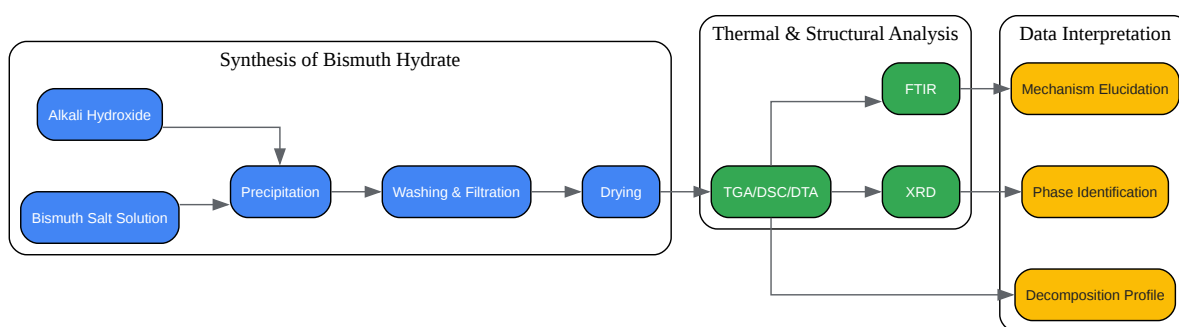 Synthesis of Bismuth Hydrate
Alkali Hydroxide
Bismuth Salt Solution
Precipitation
Washing & Filtration
Drying
Thermal & Structural Analysis
FTIR
TGA/DSC/DTA
XRD
Data Interpretation
Mechanism Elucidation
Phase Identification
Decomposition Profile